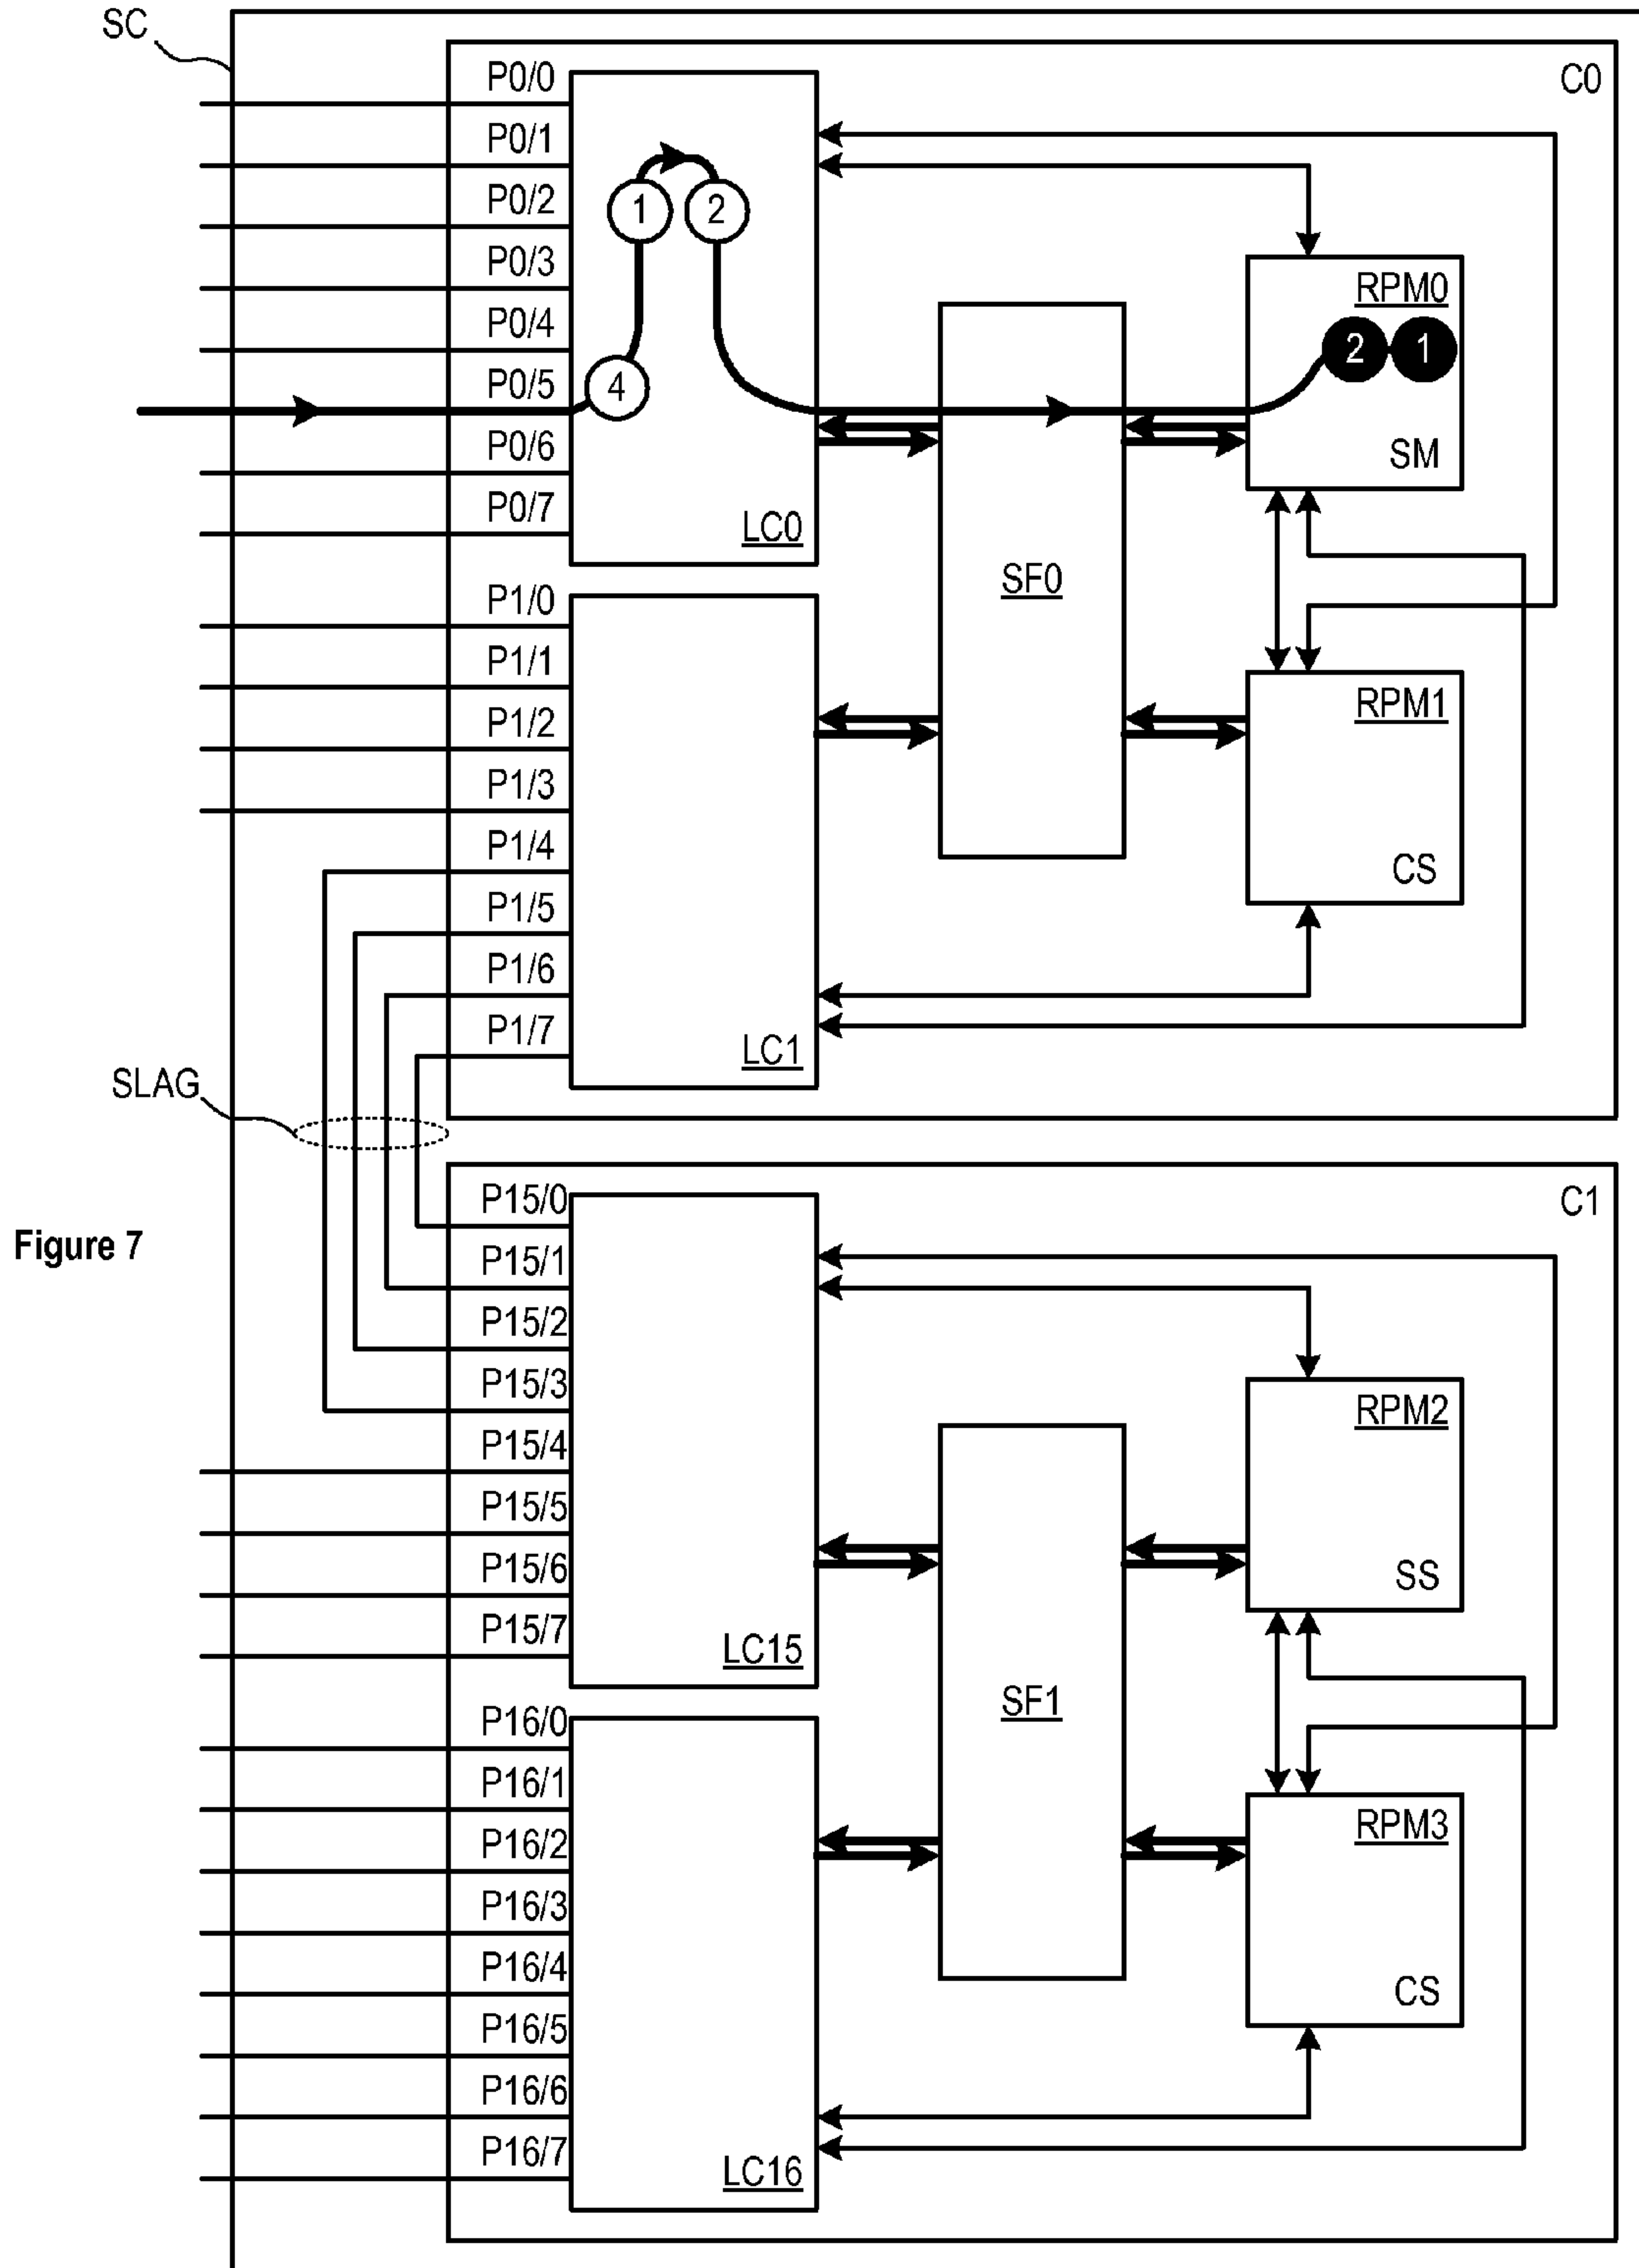 SC
C0
P0/0
P0/1
P0/2
P0/3
P0/4
P0/5
P0/6
P0/7
1
2
4
LC0
RPM0
2
1
SM
SF0
P1/0
P1/1
P1/2
P1/3
P1/4
P1/5
P1/6
P1/7
LC1
RPM1
CS
SLAG
Figure 7
C1
P15/0
P15/1
P15/2
P15/3
P15/4
P15/5
P15/6
P15/7
LC15
RPM2
SS
SF1
P16/0
P16/1
P16/2
P16/3
P16/4
P16/5
P16/6
P16/7
LC16
RPM3
CS